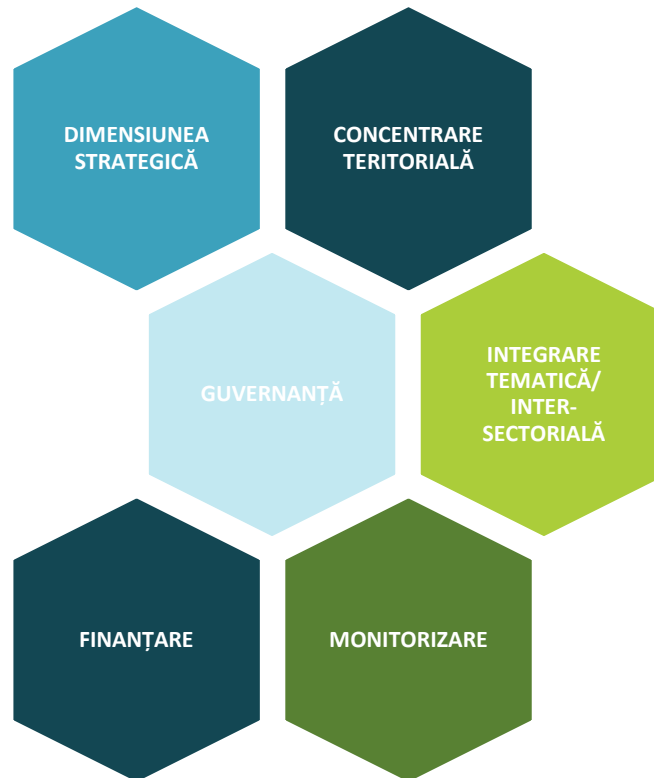 DIMENSIUNEA
STRATEGICĂ
CONCENTRARE
TERITORIALĂ
GUVERNANȚĂ
INTEGRARE
TEMATICĂ/
INTER-
SECTORIALĂ
FINANȚARE
MONITORIZARE